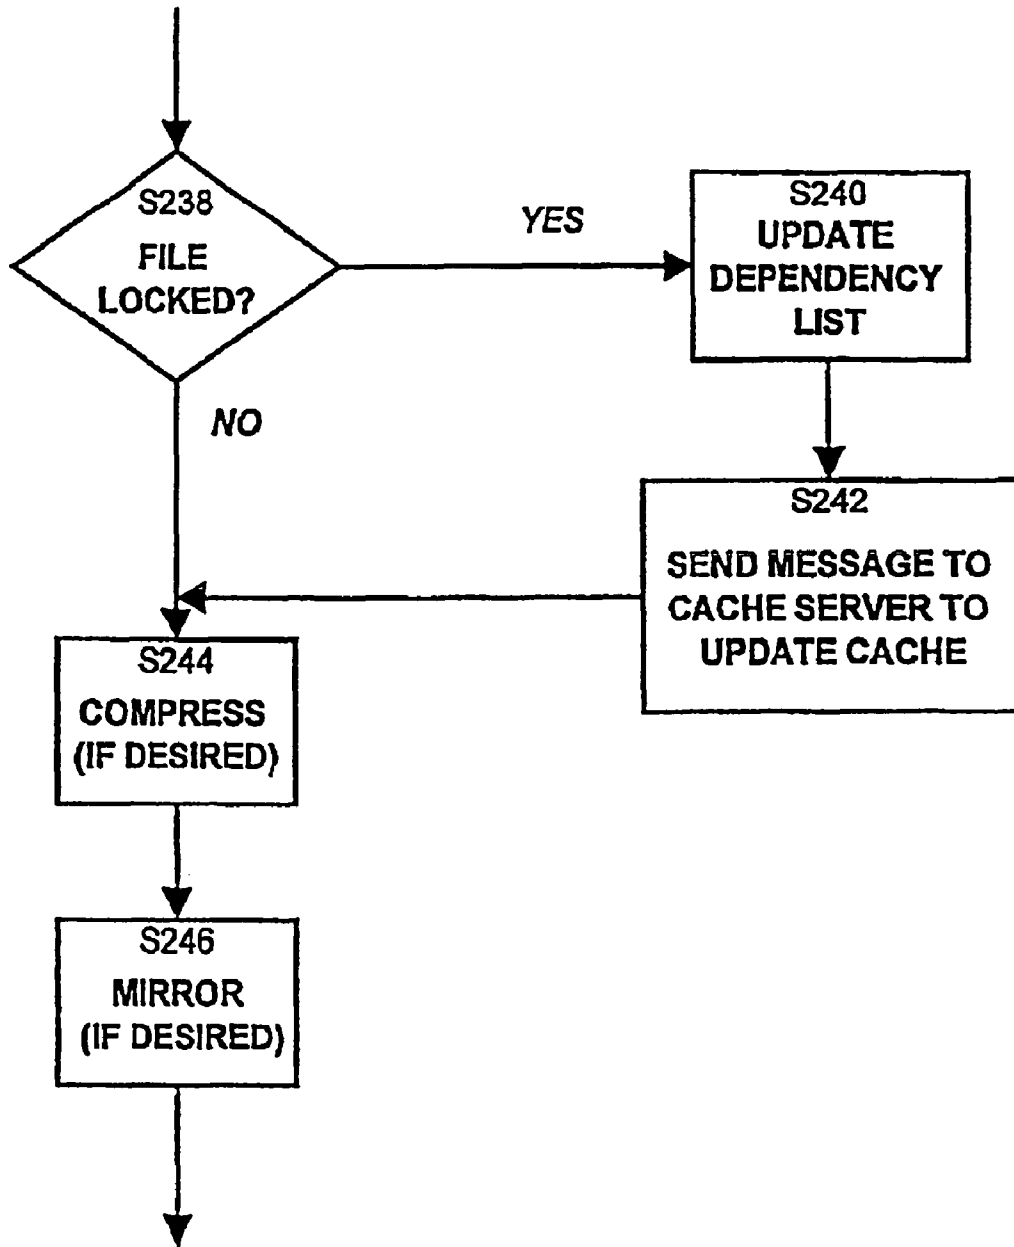 S238
FILE
LOCKED?
YES
S240
UPDATE
DEPENDENCY
LIST
NO
S242
SEND MESSAGE TO
CACHE SERVER TO
UPDATE CACHE
S244
COMPRESS
(IF DESIRED)
S246
MIRROR
(IF DESIRED)